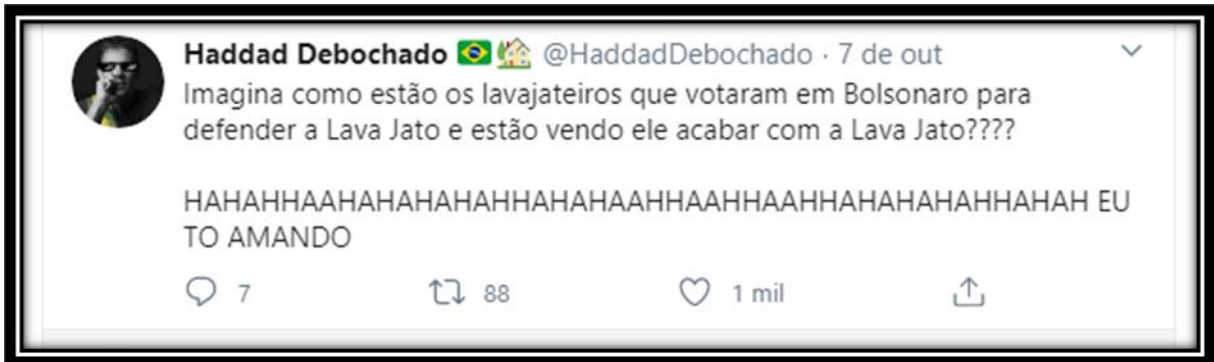 Haddad Debochado 🇧🇷🏡 @HaddadDebochado · 7 de out
Imagina como estão os lavajateiros que votaram em Bolsonaro para
defender a Lava Jato e estão vendo ele acabar com a Lava Jato????
HAHAHHAAHAHAHAHAHHAHAHAAHHAAHHAAHHAHAHAHAHHAHAH EU
TO AMANDO
7 88 1 mil